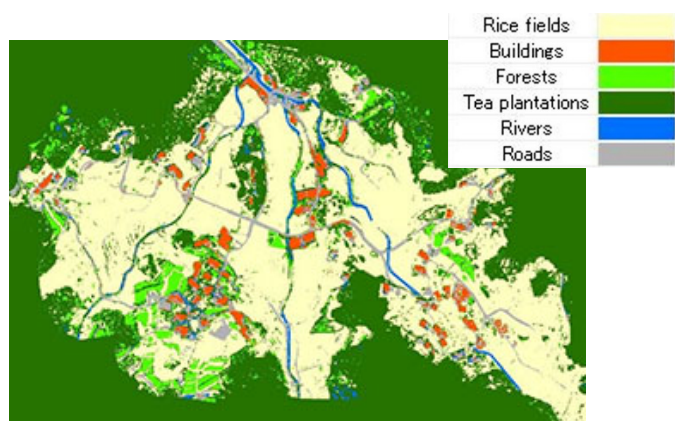 Rice fields
Buildings
Forests
Tea plantations
Rivers
Roads